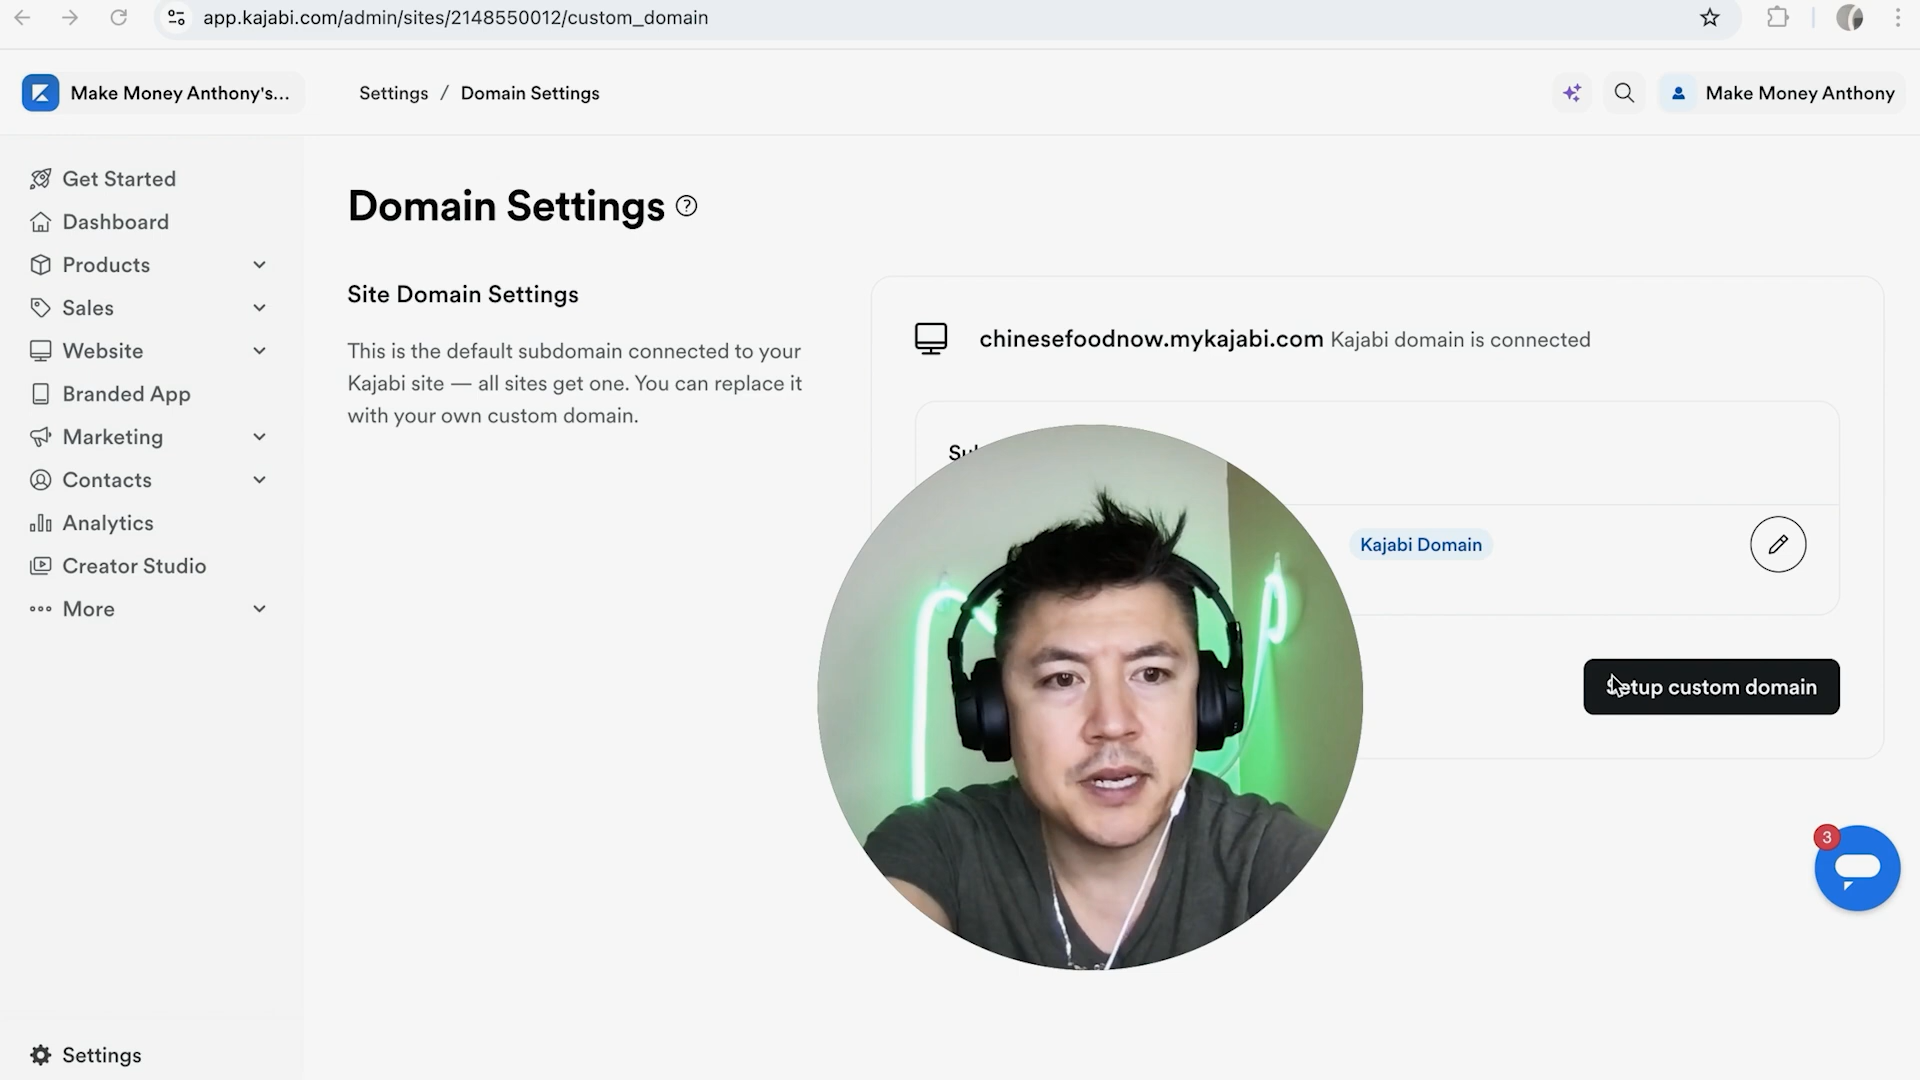 app.kajabi.com/admin/sites/2148550012/custom_domain
Make Money Anthony's...
Settings / Domain Settings
Make Money Anthony
Get Started
Dashboard
Products
Sales
Website
Branded App
Marketing
Contacts
Analytics
Creator Studio
More
Settings
Domain Settings
Site Domain Settings
This is the default subdomain connected to your
Kajabi site — all sites get one. You can replace it
with your own custom domain.
chinesefoodnow.mykajabi.com Kajabi domain is connected
Kajabi Domain
Setup custom domain
3